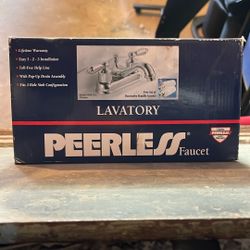 • Lifetime Warranty
• Easy 1 - 2 - 3 Installation
• Toll-Free Help Line
• With Pop-Up Drain Assembly
• Fits 3-Hole Sink Configuration
LAVATORY
PEERLESS
Faucet